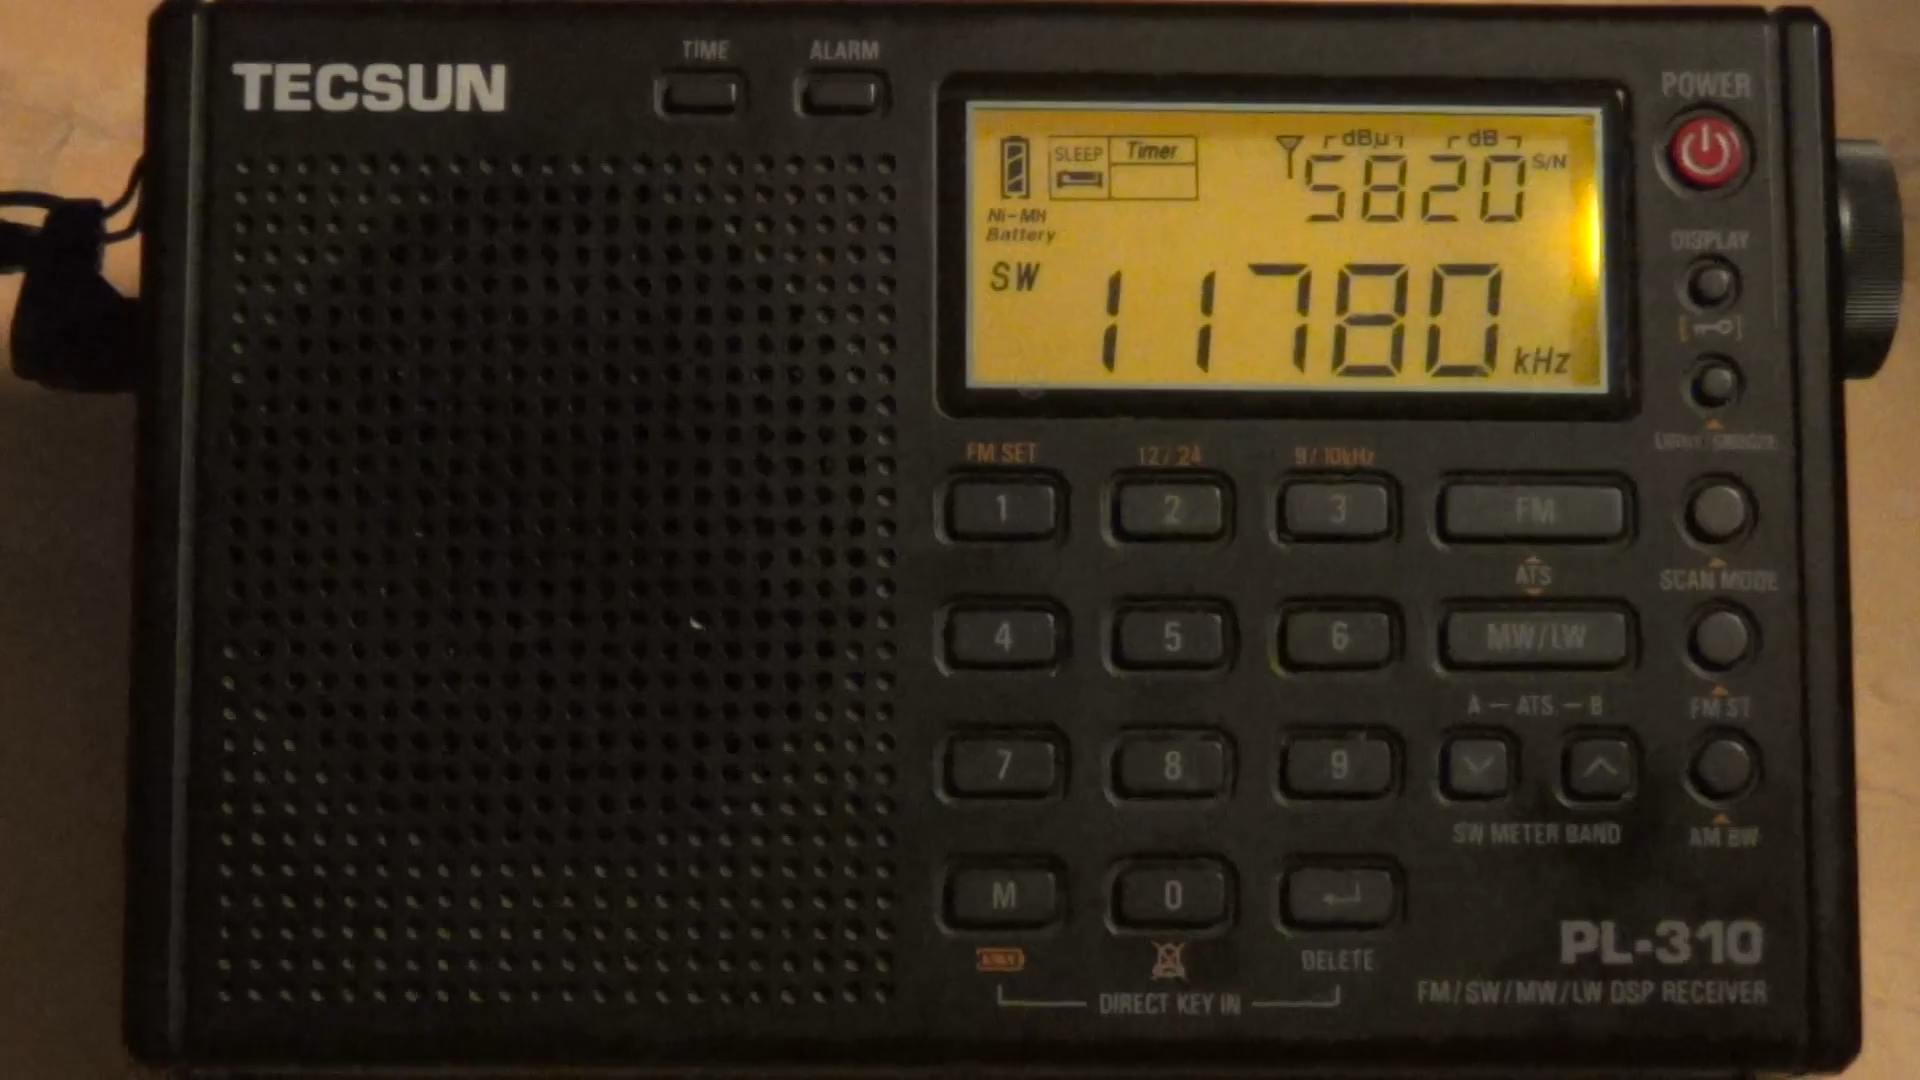 TECSUN
TIME
ALARM
POWER
SLEEP
Timer
dBµ
dB
5820
S/N
Ni-MH
Battery
SW
11780
kHz
DISPLAY
LIGHT/SNOOZE
FM SET
12/24
9/10kHz
1
2
3
FM
ATS
SCAN MODE
4
5
6
MW/LW
A — ATS — B
FM ST
7
8
9
SW METER BAND
AM BW
M
0
DELETE
DIRECT KEY IN
PL-310
FM/SW/MW/LW DSP RECEIVER